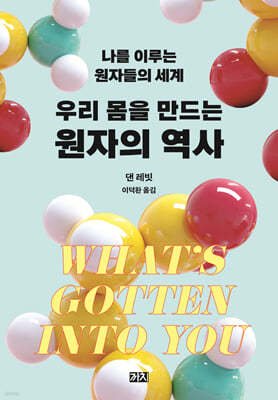 나를 이루는
원자들의 세계
우리 몸을 만드는
원자의 역사
댄 레빗
이덕환 옮김
WHAT'S
GOTTEN
INTO YOU
까치
yes24